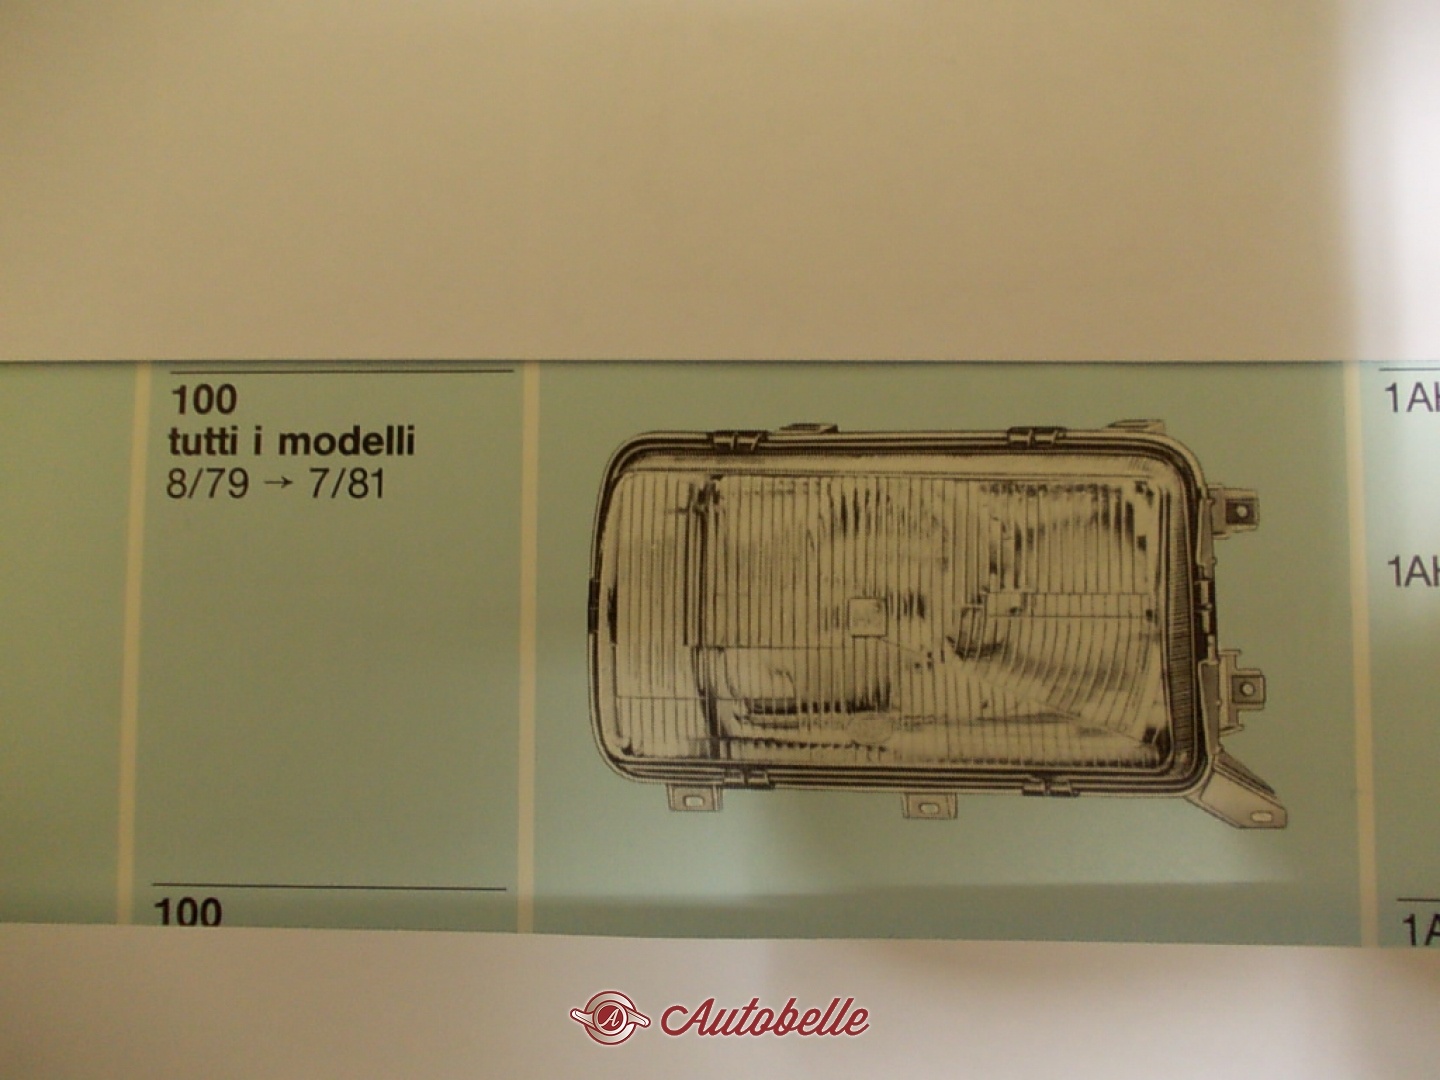 100
tutti i modelli
8/79 → 7/81
100
1A
1A
1A
A Autobelle